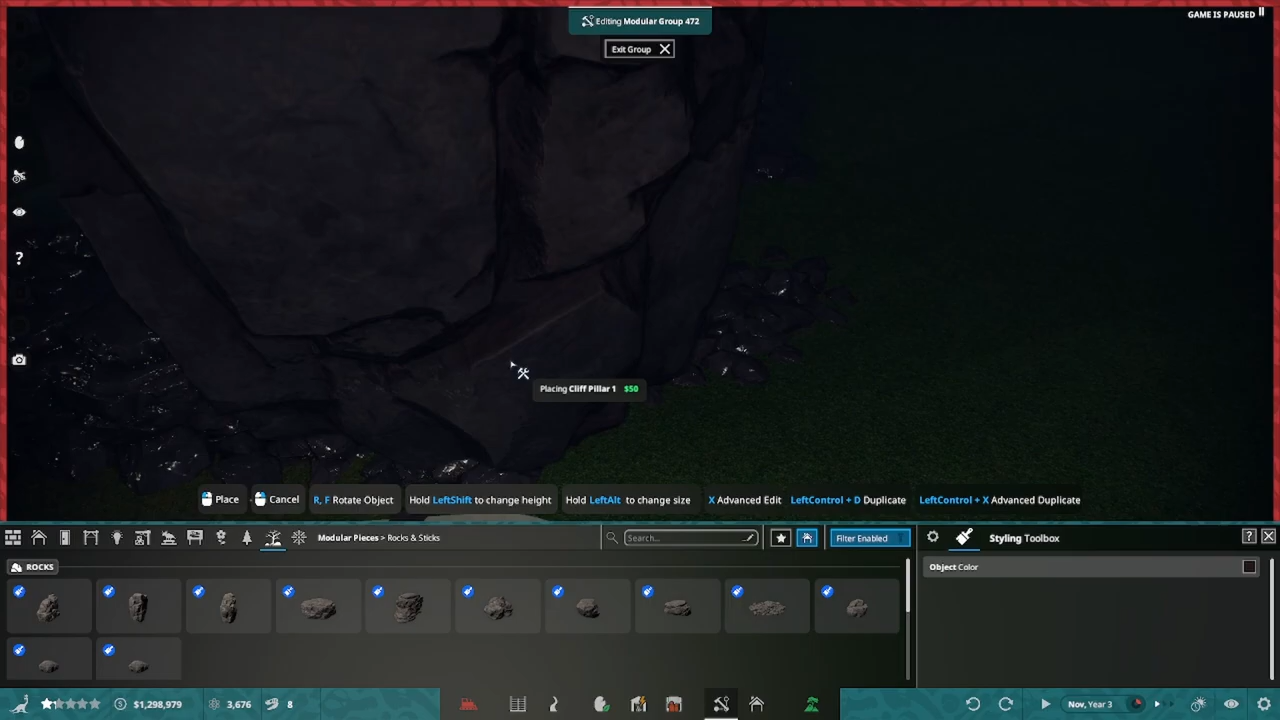 Editing Modular Group 472
GAME IS PAUSED
Exit Group
?
Placing Cliff Pillar 1 $50
Place
Cancel
R, F Rotate Object
Hold LeftShift to change height
Hold LeftAlt to change size
X Advanced Edit
LeftControl + D Duplicate
LeftControl + X Advanced Duplicate
Modular Pieces > Rocks & Sticks
Search...
Filter Enabled
Styling Toolbox
?
ROCKS
Object Color
$1,298,979
3,676
8
Nov, Year 3